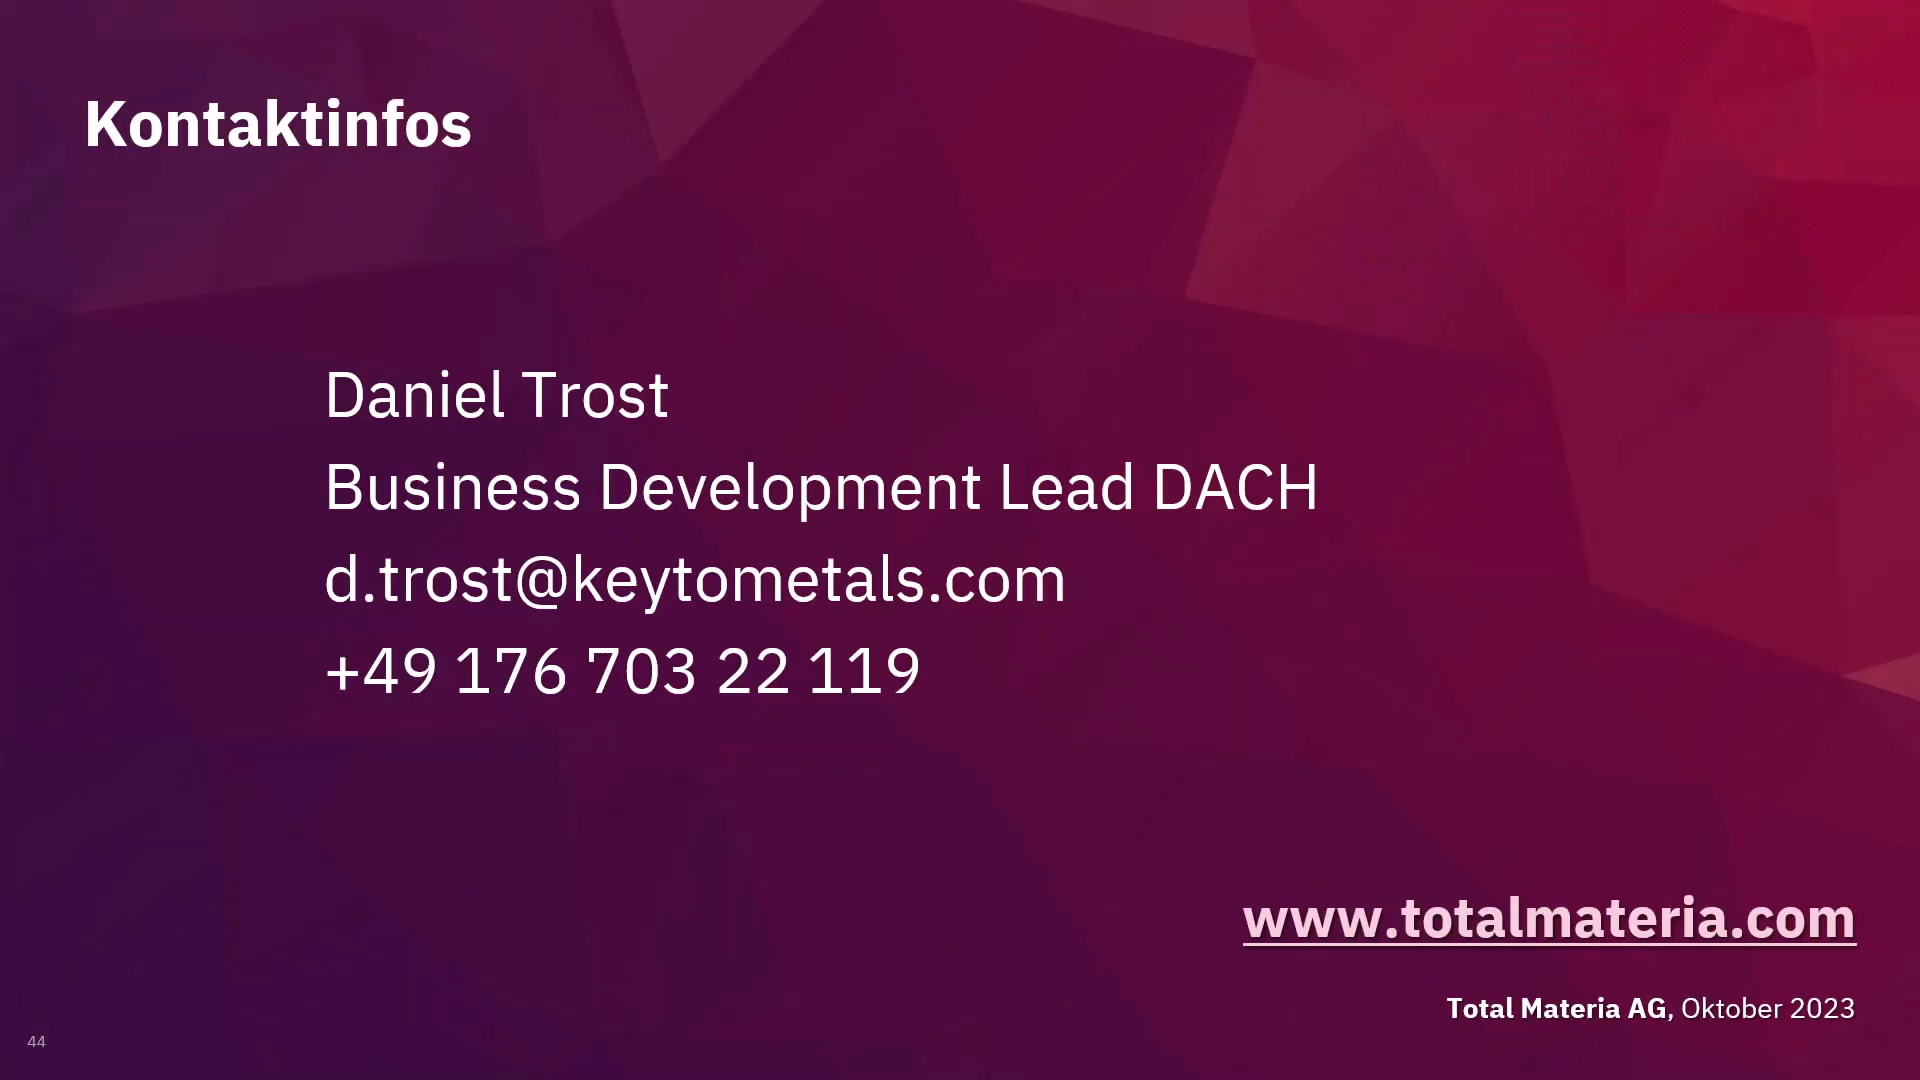 Kontaktinfos
Daniel Trost
Business Development Lead DACH
d.trost@keytometals.com
+49 176 703 22 119
www.totalmateria.com
Total Materia AG, Oktober 2023
44